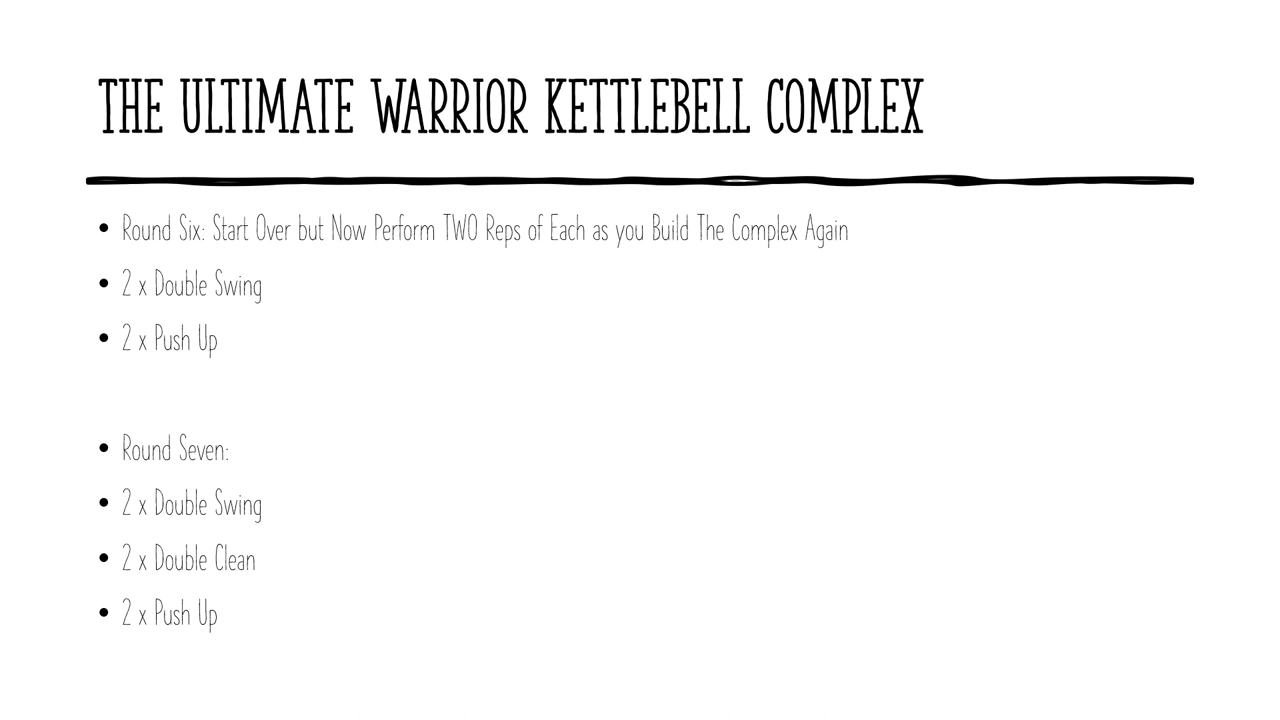 THE ULTIMATE WARRIOR KETTLEBELL COMPLEX
• Round Six: Start Over but Now Perform TWO Reps of Each as you Build The Complex Again
• 2 x Double Swing
• 2 x Push Up
• Round Seven:
• 2 x Double Swing
• 2 x Double Clean
• 2 x Push Up